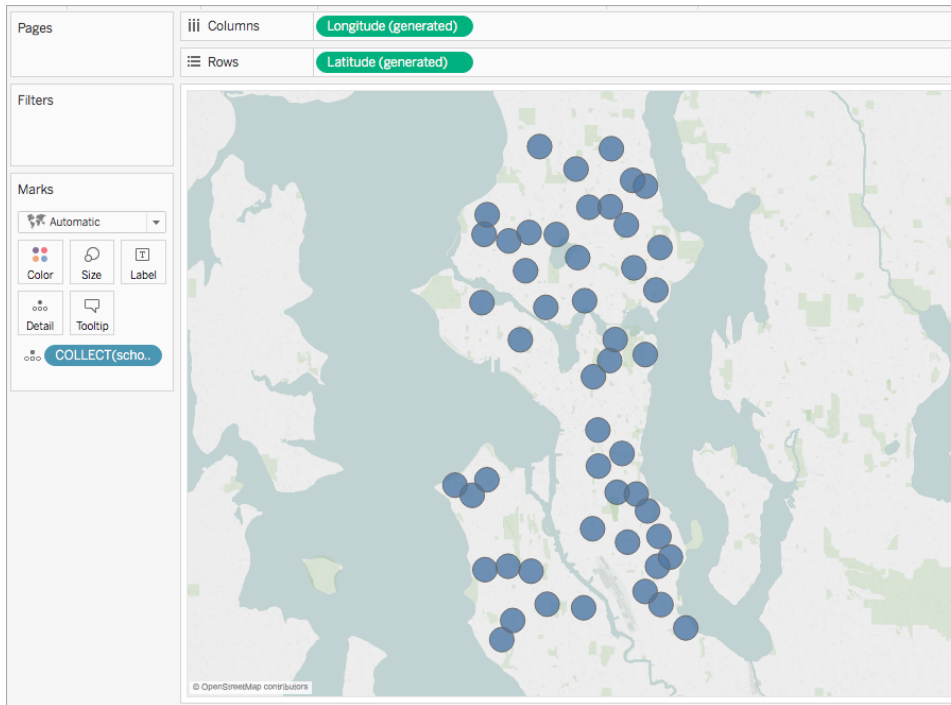 Pages
Columns
Longitude (generated)
Rows
Latitude (generated)
Filters
Marks
Automatic
Color
Size
Label
Detail
Tooltip
COLLECT(scho..
© OpenStreetMap contributors